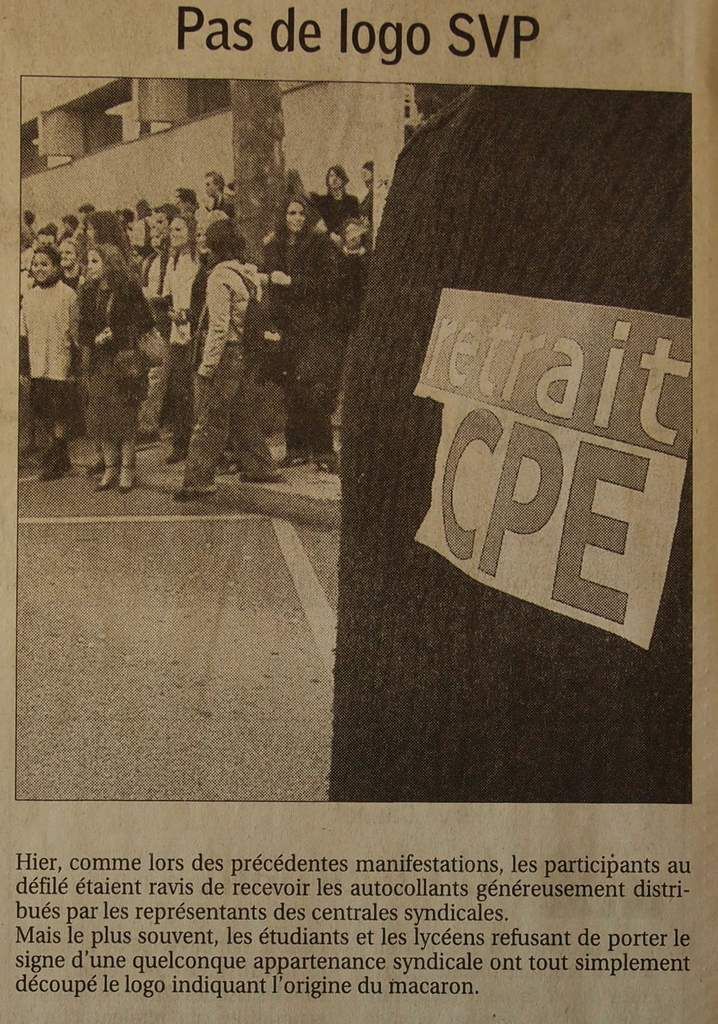 Pas de logo SVP
retrait
CPE
Hier, comme lors des précédentes manifestations, les participants au
défilé étaient ravis de recevoir les autocollants généreusement distri-
bués par les représentants des centrales syndicales.
Mais le plus souvent, les étudiants et les lycéens refusant de porter le
signe d'une quelconque appartenance syndicale ont tout simplement
découpé le logo indiquant l'origine du macaron.